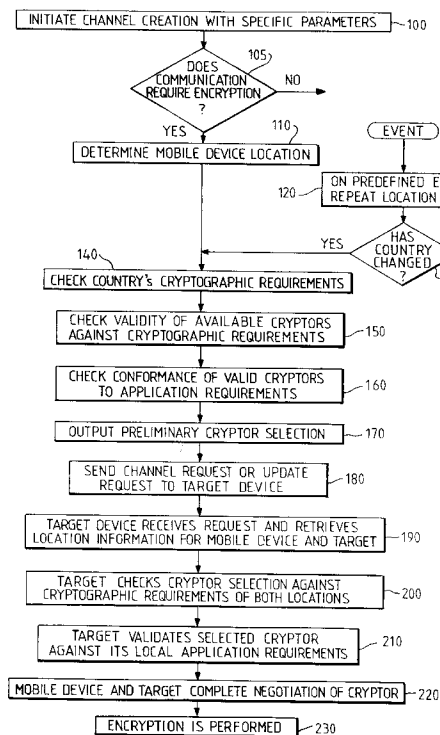 INITIATE CHANNEL CREATION WITH SPECIFIC PARAMETERS
100
105
DOES
COMMUNICATION
REQUIRE ENCRYPTION
?
NO
YES
110
DETERMINE MOBILE DEVICE LOCATION
EVENT
120
ON PREDEFINED E
REPEAT LOCATION
YES
HAS
COUNTRY
CHANGED
?
140
CHECK COUNTRY's CRYPTOGRAPHIC REQUIREMENTS
CHECK VALIDITY OF AVAILABLE CRYPTORS
AGAINST CRYPTOGRAPHIC REQUIREMENTS
150
CHECK CONFORMANCE OF VALID CRYPTORS
TO APPLICATION REQUIREMENTS
160
OUTPUT PRELIMINARY CRYPTOR SELECTION
170
SEND CHANNEL REQUEST OR UPDATE
REQUEST TO TARGET DEVICE
180
TARGET DEVICE RECEIVES REQUEST AND RETRIEVES
LOCATION INFORMATION FOR MOBILE DEVICE AND TARGET
190
TARGET CHECKS CRYPTOR SELECTION AGAINST
CRYPTOGRAPHIC REQUIREMENTS OF BOTH LOCATIONS
200
TARGET VALIDATES SELECTED CRYPTOR
AGAINST ITS LOCAL APPLICATION REQUIREMENTS
210
MOBILE DEVICE AND TARGET COMPLETE NEGOTIATION OF CRYPTOR
220
ENCRYPTION IS PERFORMED
230